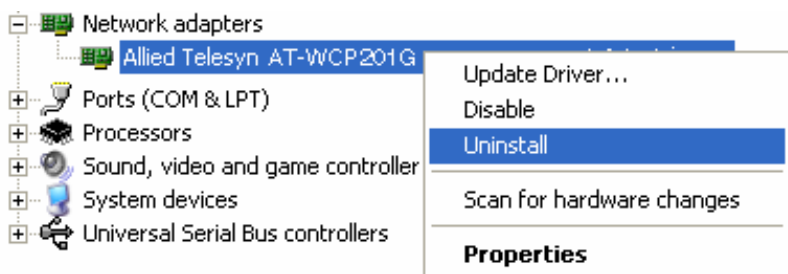 Network adapters
Allied Telesyn AT-WCP201G
Ports (COM & LPT)
Processors
Sound, video and game controller
System devices
Universal Serial Bus controllers
Update Driver...
Disable
Uninstall
Scan for hardware changes
Properties